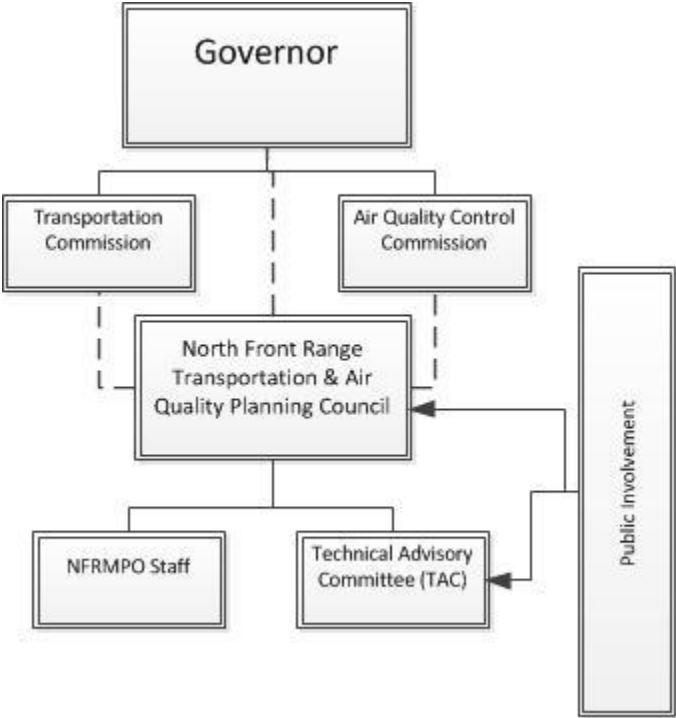 Governor
Transportation
Commission
Air Quality Control
Commission
North Front Range
Transportation & Air
Quality Planning Council
Public Involvement
NFRMPO Staff
Technical Advisory
Committee (TAC)